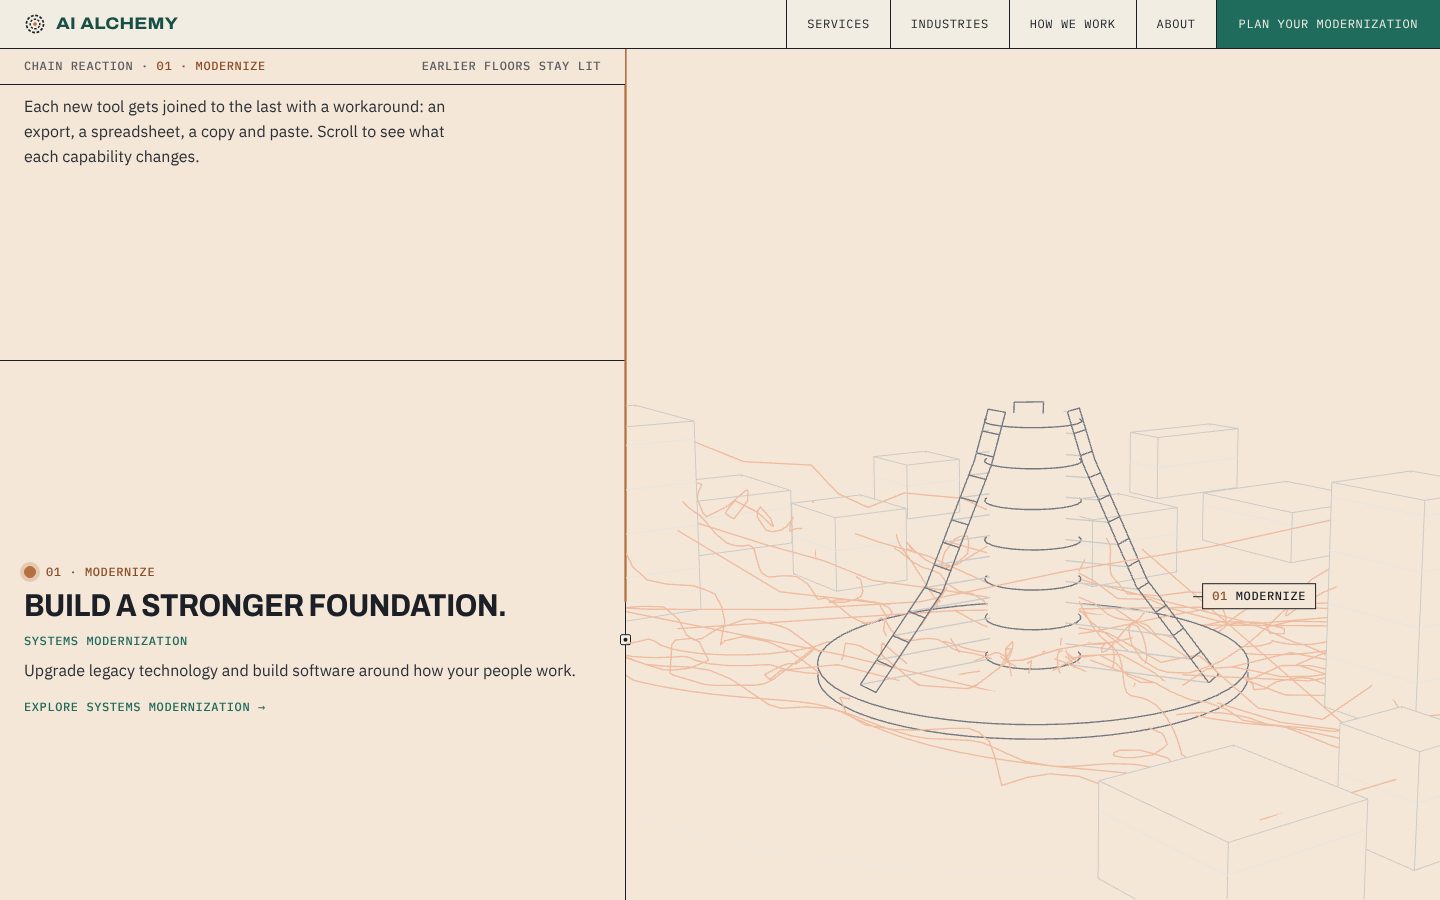 AI ALCHEMY
SERVICES
INDUSTRIES
HOW WE WORK
ABOUT
PLAN YOUR MODERNIZATION
CHAIN REACTION · 01 · MODERNIZE
EARLIER FLOORS STAY LIT
Each new tool gets joined to the last with a workaround: an
export, a spreadsheet, a copy and paste. Scroll to see what
each capability changes.
01 · MODERNIZE
BUILD A STRONGER FOUNDATION.
SYSTEMS MODERNIZATION
Upgrade legacy technology and build software around how your people work.
EXPLORE SYSTEMS MODERNIZATION →
01 MODERNIZE